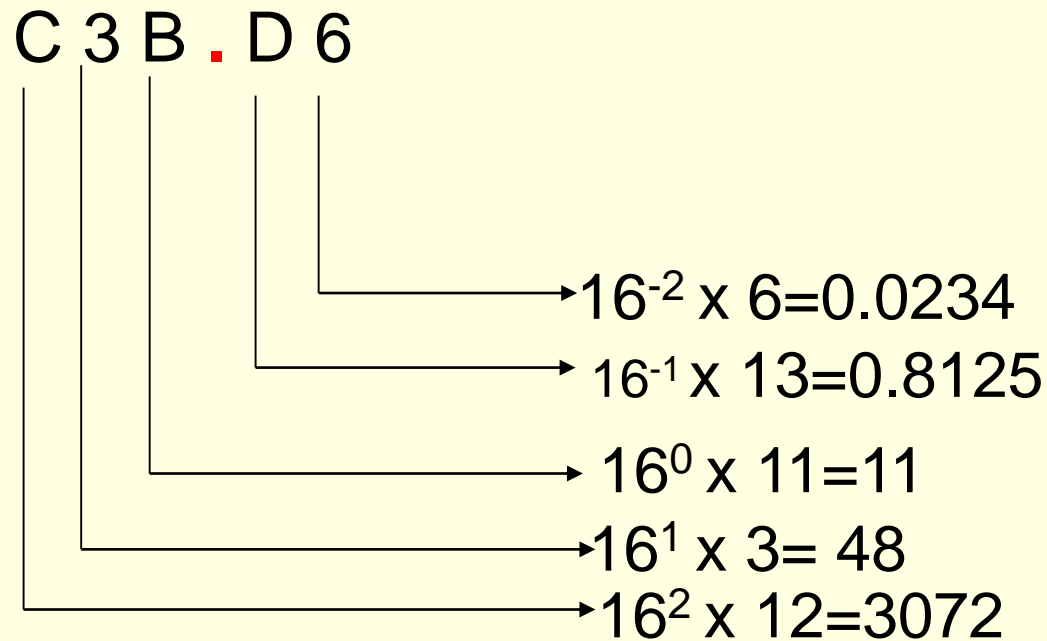 C 3 B . D 6
16⁻² x 6=0.0234
16⁻¹ x 13=0.8125
16⁰ x 11=11
16¹ x 3= 48
16² x 12=3072